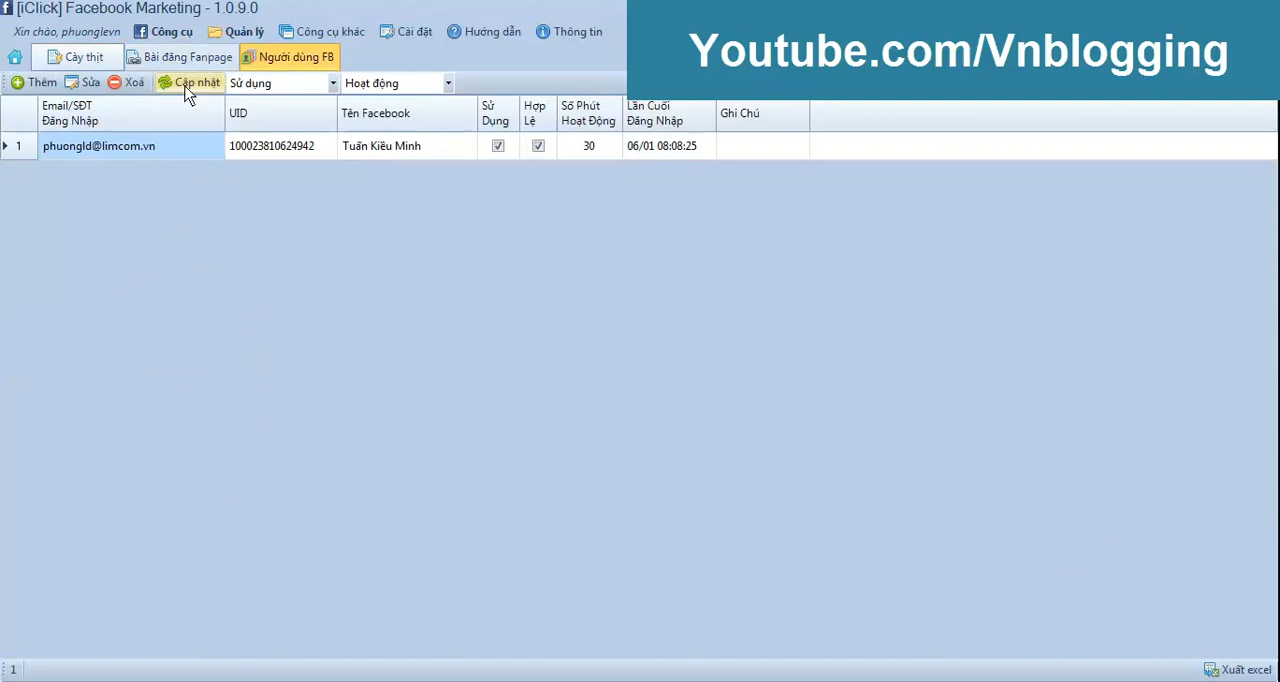 [iClick] Facebook Marketing - 1.0.9.0
Youtube.com/Vnblogging
Xin chào, phuonglevn Công cụ Quản lý Công cụ khác Cài đặt Hướng dẫn Thông tin
Cày thịt Bài đăng Fanpage Người dùng FB
Thêm Sửa Xoá Cập nhật Sử dụng Hoạt động
Email/SĐT Đăng Nhập UID Tên Facebook Sử Dụng Hợp Lệ Số Phút Hoạt Động Lần Cuối Đăng Nhập Ghi Chú
1 phuongld@limcom.vn 100023810624942 Tuấn Kiều Minh 30 06/01 08:08:25
1 Xuất excel